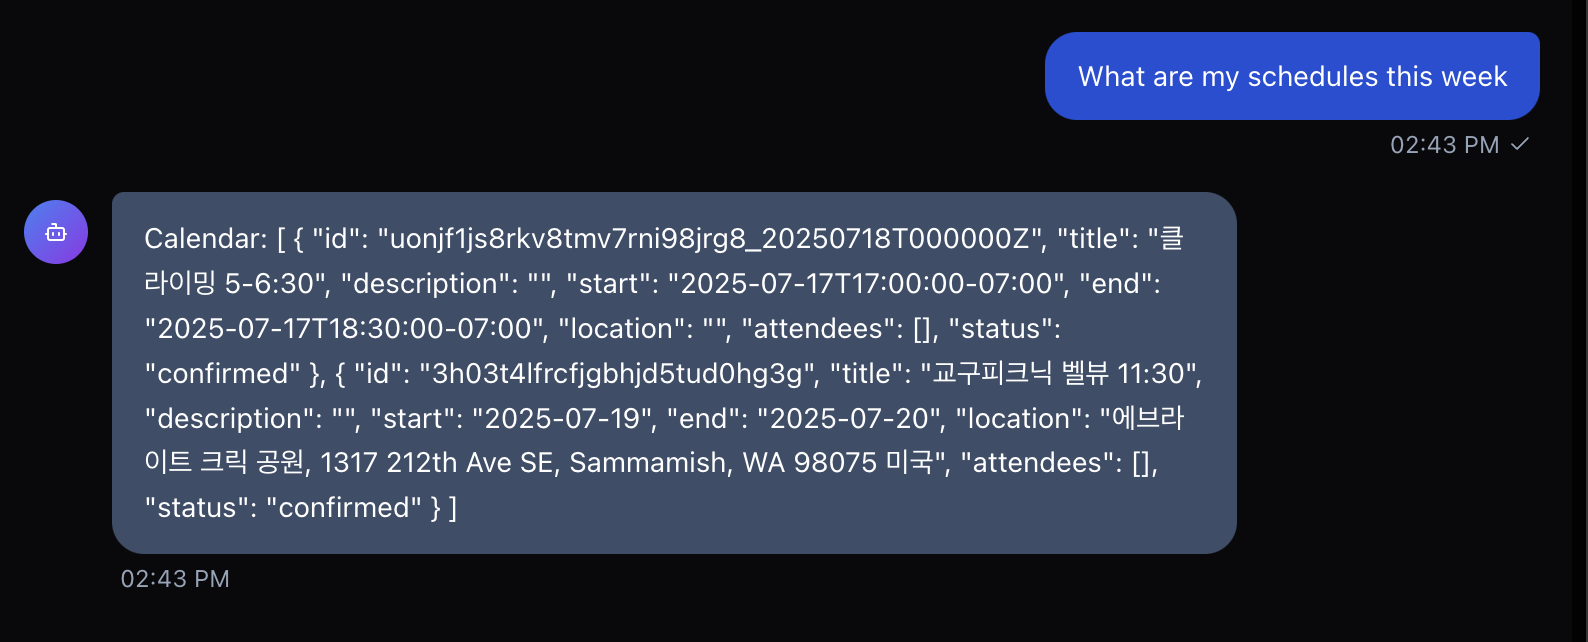 What are my schedules this week
02:43 PM
Calendar: [ { "id": "uonjf1js8rkv8tmv7rni98jrg8_20250718T000000Z", "title": "클
라이밍 5-6:30", "description": "", "start": "2025-07-17T17:00:00-07:00", "end":
"2025-07-17T18:30:00-07:00", "location": "", "attendees": [], "status":
"confirmed" }, { "id": "3h03t4lfrcfjgbhjd5tud0hg3g", "title": "교구피크닉 벨뷰 11:30",
"description": "", "start": "2025-07-19", "end": "2025-07-20", "location": "에브라
이트 크릭 공원, 1317 212th Ave SE, Sammamish, WA 98075 미국", "attendees": [],
"status": "confirmed" } ]
02:43 PM